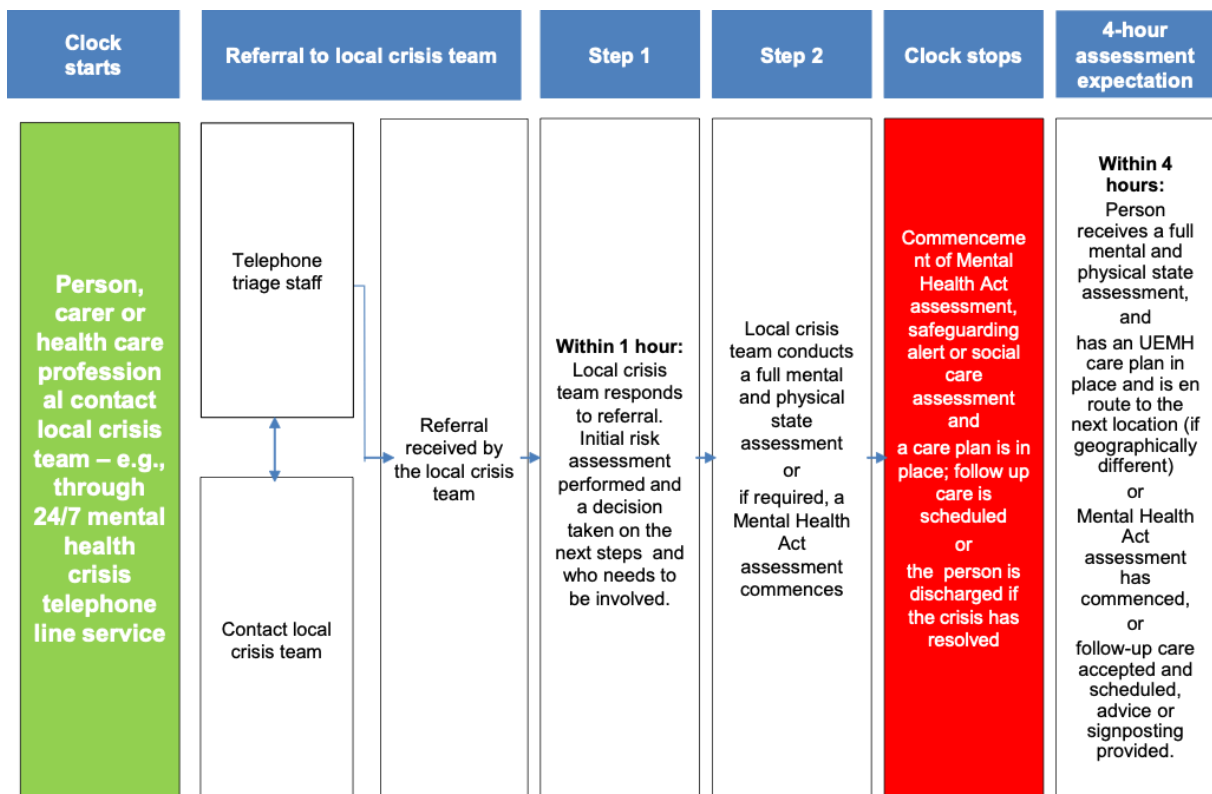 Clock
starts
Referral to local crisis team
Step 1
Step 2
Clock stops
4-hour
assessment
expectation
Person,
carer or
health care
profession
al contact
local crisis
team – e.g.,
through
24/7 mental
health
crisis
telephone
line service
Telephone
triage staff
Contact local
crisis team
Referral
received by
the local crisis
team
Within 1 hour:
Local crisis
team responds
to referral.
Initial risk
assessment
performed and
a decision
taken on the
next steps and
who needs to
be involved.
Local crisis
team conducts
a full mental
and physical
state
assessment
or
if required, a
Mental Health
Act
assessment
commences
Commenceme
nt of Mental
Health Act
assessment,
safeguarding
alert or social
care
assessment
and
a care plan is in
place; follow up
care is
scheduled
or
the person is
discharged if
the crisis has
resolved
Within 4
hours:
Person
receives a full
mental and
physical state
assessment,
and
has an UEMH
care plan in
place and is en
route to the
next location (if
geographically
different)
or
Mental Health
Act
assessment
has
commenced,
or
follow-up care
accepted and
scheduled,
advice or
signposting
provided.